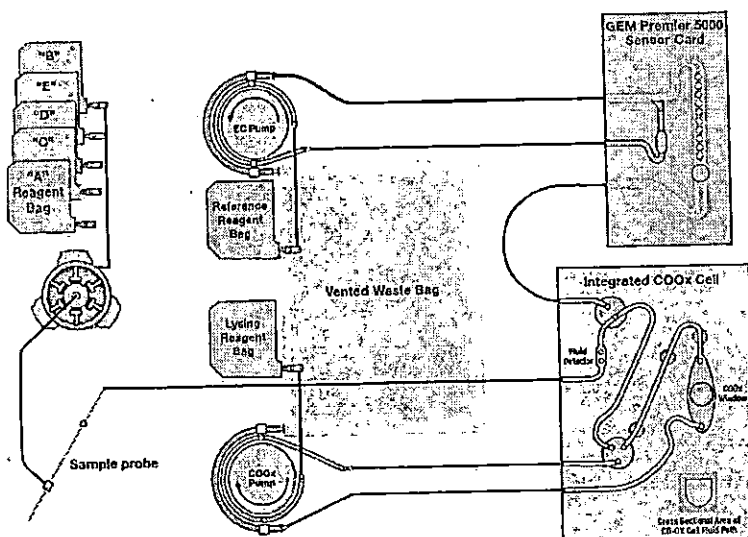 "B"
"E"
"D"
"C"
"A"
Reagent
Bag
EC Pump
Reference
Reagent
Bag
Lysing
Reagent
Bag
COOx
Pump
Vented Waste Bag
Sample probe
GEM Premier 5000
Sensor Card
Integrated COOx Cell
Fluid
Detector
COOx
Window
Cross Sectional Area of
CO-OX Cell Fluid Path